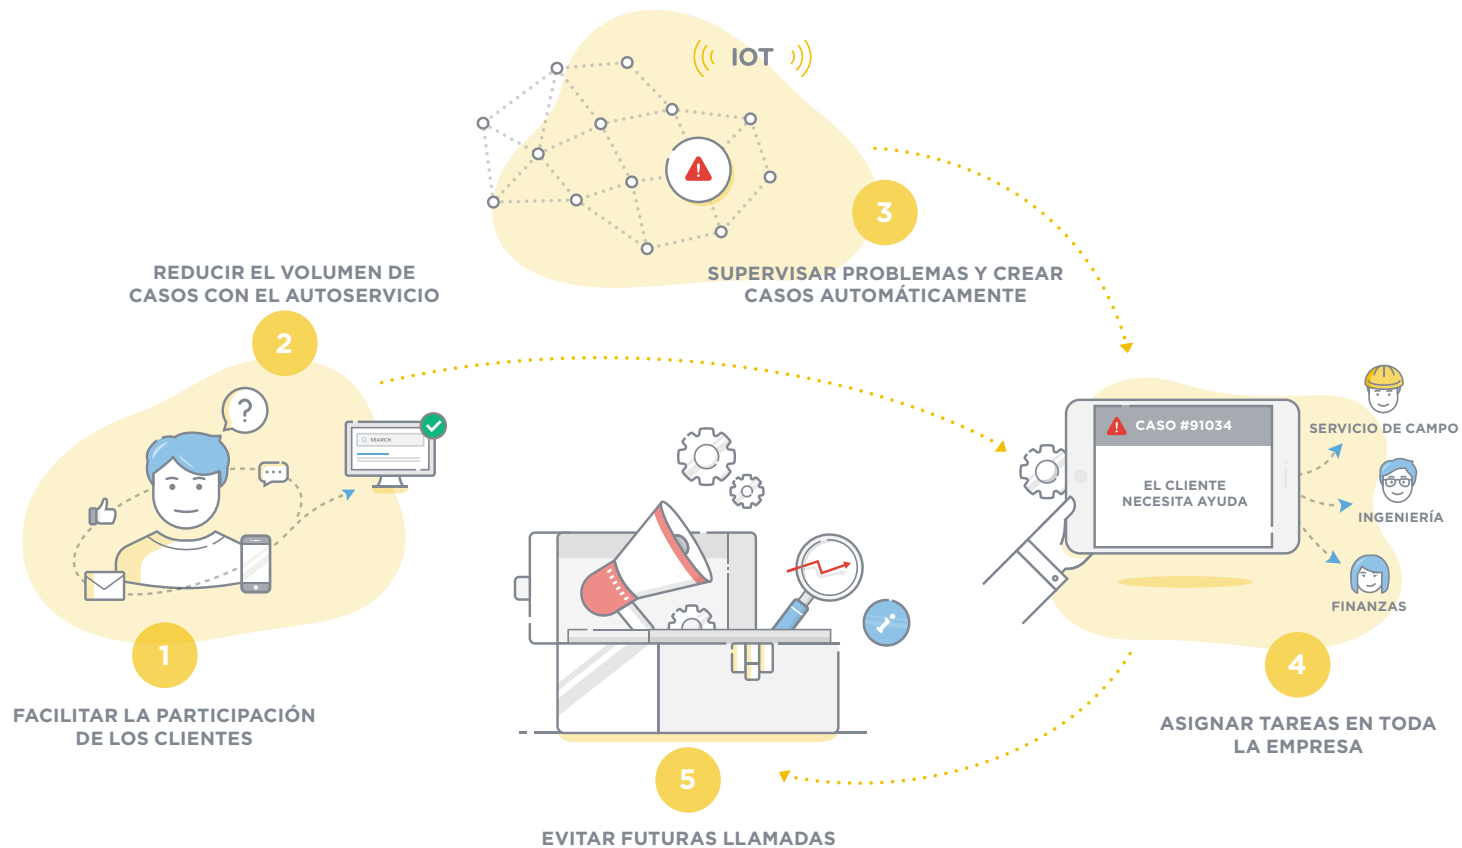 IOT
3
SUPERVISAR PROBLEMAS Y CREAR
CASOS AUTOMÁTICAMENTE
REDUCIR EL VOLUMEN DE
CASOS CON EL AUTOSERVICIO
2
?
SEARCH
1
FACILITAR LA PARTICIPACIÓN
DE LOS CLIENTES
CASO #91034
EL CLIENTE
NECESITA AYUDA
SERVICIO DE CAMPO
INGENIERÍA
FINANZAS
4
ASIGNAR TAREAS EN TODA
LA EMPRESA
i
5
EVITAR FUTURAS LLAMADAS